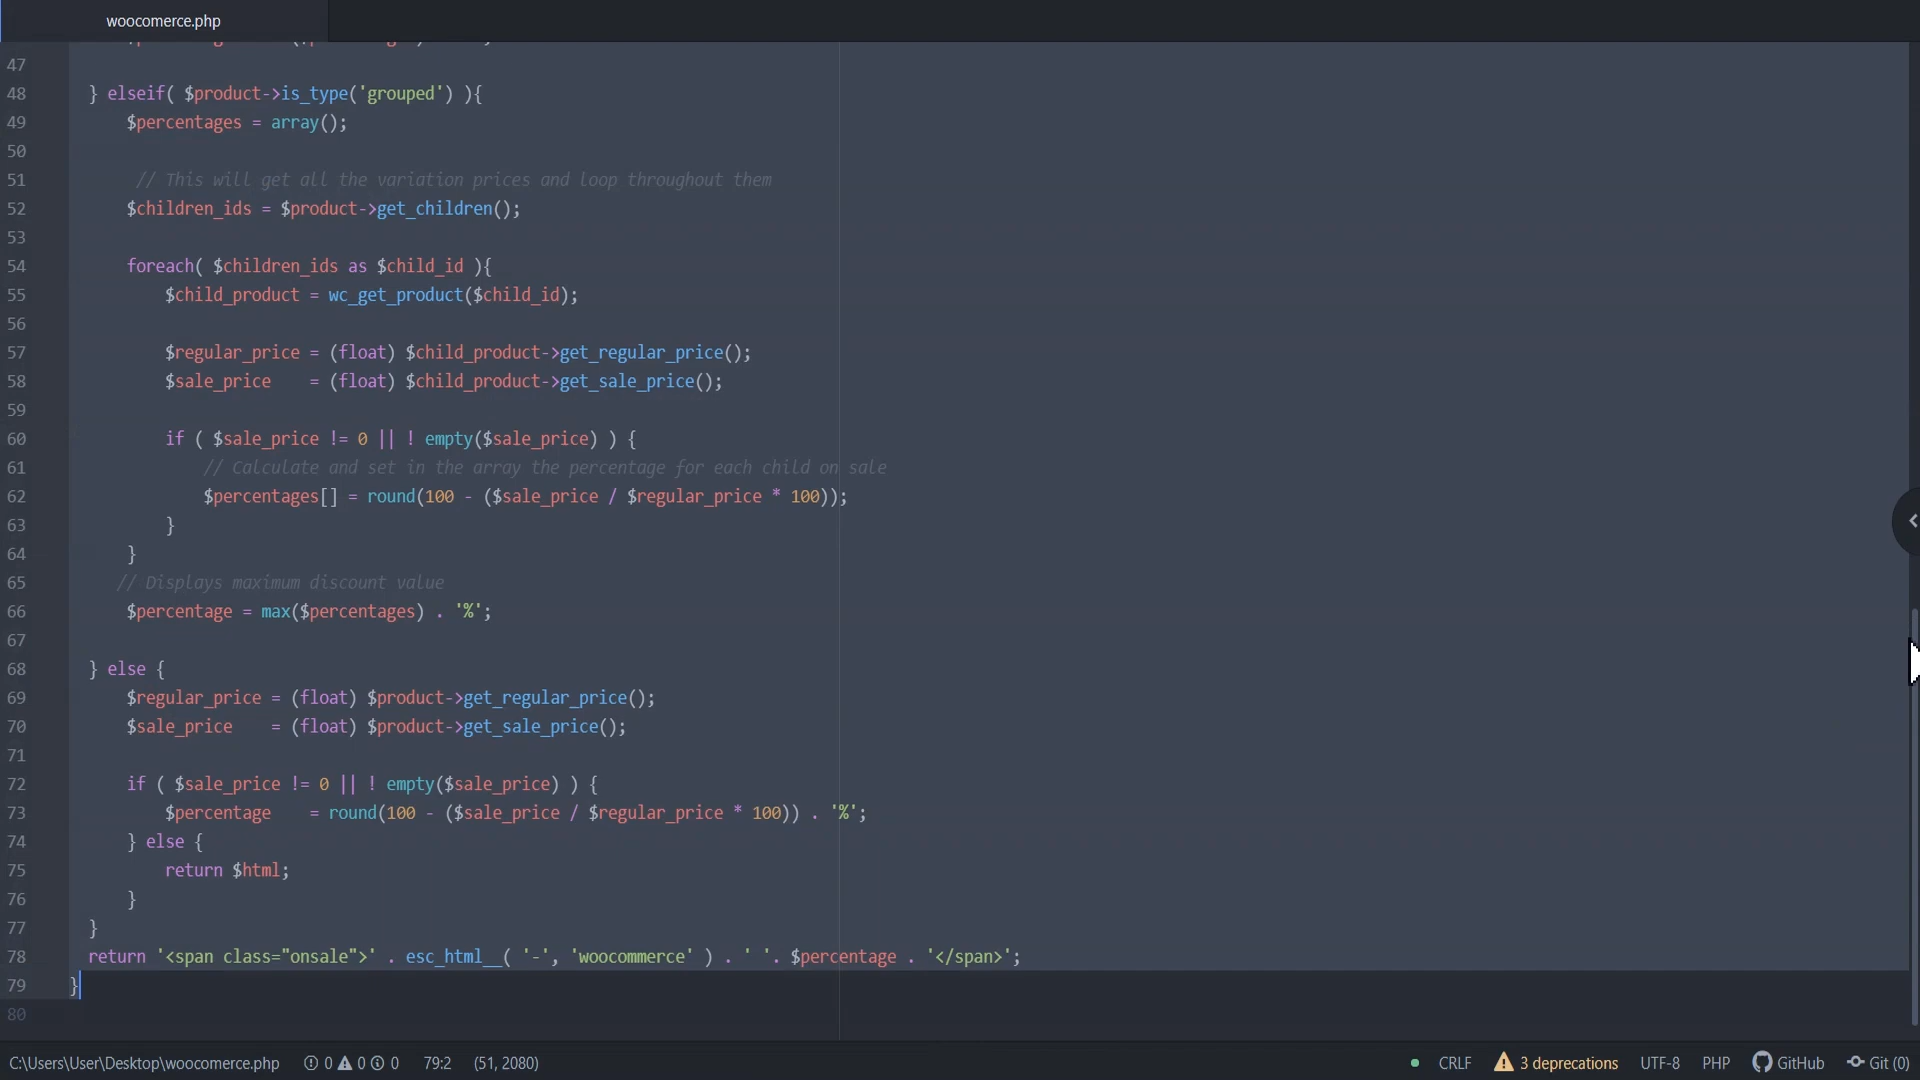 woocomerce.php
47
48 } elseif( $product->is_type('grouped') ){
49 $percentages = array();
50
51 // This will get all the variation prices and loop throughout them
52 $children_ids = $product->get_children();
53
54 foreach( $children_ids as $child_id ){
55 $child_product = wc_get_product($child_id);
56
57 $regular_price = (float) $child_product->get_regular_price();
58 $sale_price    = (float) $child_product->get_sale_price();
59
60 if ( $sale_price != 0 || ! empty($sale_price) ) {
61 // Calculate and set in the array the percentage for each child on sale
62 $percentages[] = round(100 - ($sale_price / $regular_price * 100));
63 }
64 }
65 // Displays maximum discount value
66 $percentage = max($percentages) . '%';
67
68 } else {
69 $regular_price = (float) $product->get_regular_price();
70 $sale_price    = (float) $product->get_sale_price();
71
72 if ( $sale_price != 0 || ! empty($sale_price) ) {
73 $percentage    = round(100 - ($sale_price / $regular_price * 100)) . '%';
74 } else {
75 return $html;
76 }
77 }
78 return '<span class="onsale">' . esc_html__( '-', 'woocommerce' ) . ' '. $percentage . '</span>';
79 }
80
C:\Users\User\Desktop\woocomerce.php 0 0 0 79:2 (51, 2080) CRLF 3 deprecations UTF-8 PHP GitHub Git (0)